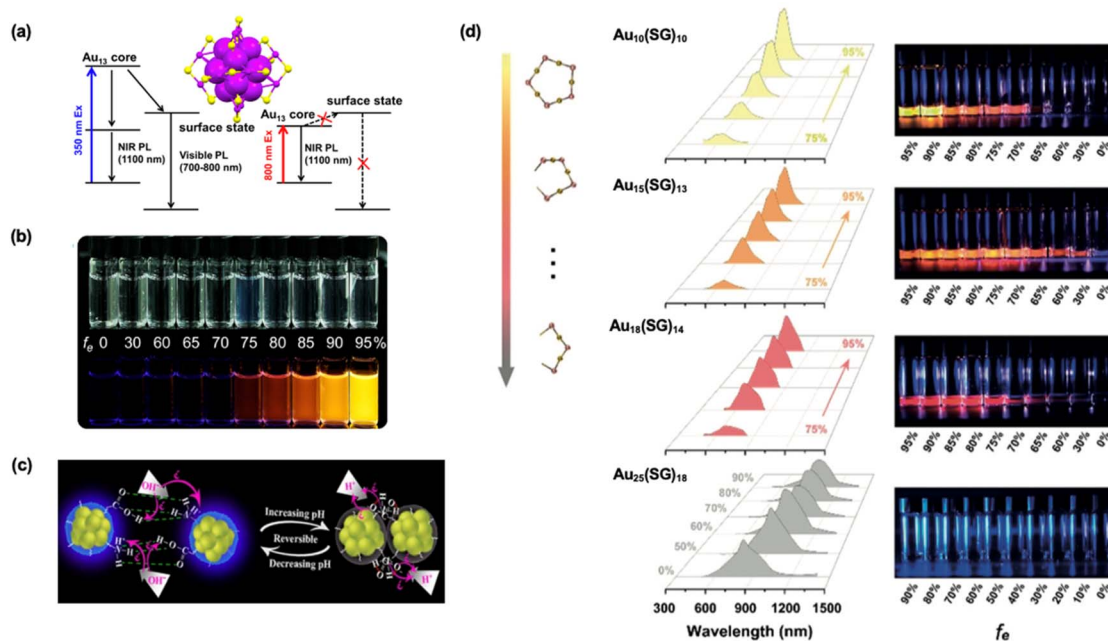 (a)
Au13 core
350 nm Ex
NIR PL
(1100 nm)
surface state
Visible PL
(700-800 nm)
Au13 core
surface state
800 nm Ex
NIR PL
(1100 nm)
(b)
fe 0 30 60 65 70 75 80 85 90 95%
(c)
OH⁻
OH⁻
Increasing pH
Reversible
Decreasing pH
H⁺
H⁺
(d)
Au10(SG)10
95%
75%
95% 90% 85% 80% 75% 70% 65% 60% 30% 0%
Au15(SG)13
95%
75%
95% 90% 85% 80% 75% 70% 65% 60% 30% 0%
Au18(SG)14
95%
75%
95% 90% 85% 80% 75% 70% 65% 60% 30% 0%
Au25(SG)18
90%
80%
70%
60%
50%
0%
300 600 900 1200 1500
Wavelength (nm)
90% 80% 70% 60% 50% 40% 30% 20% 10% 0%
fe